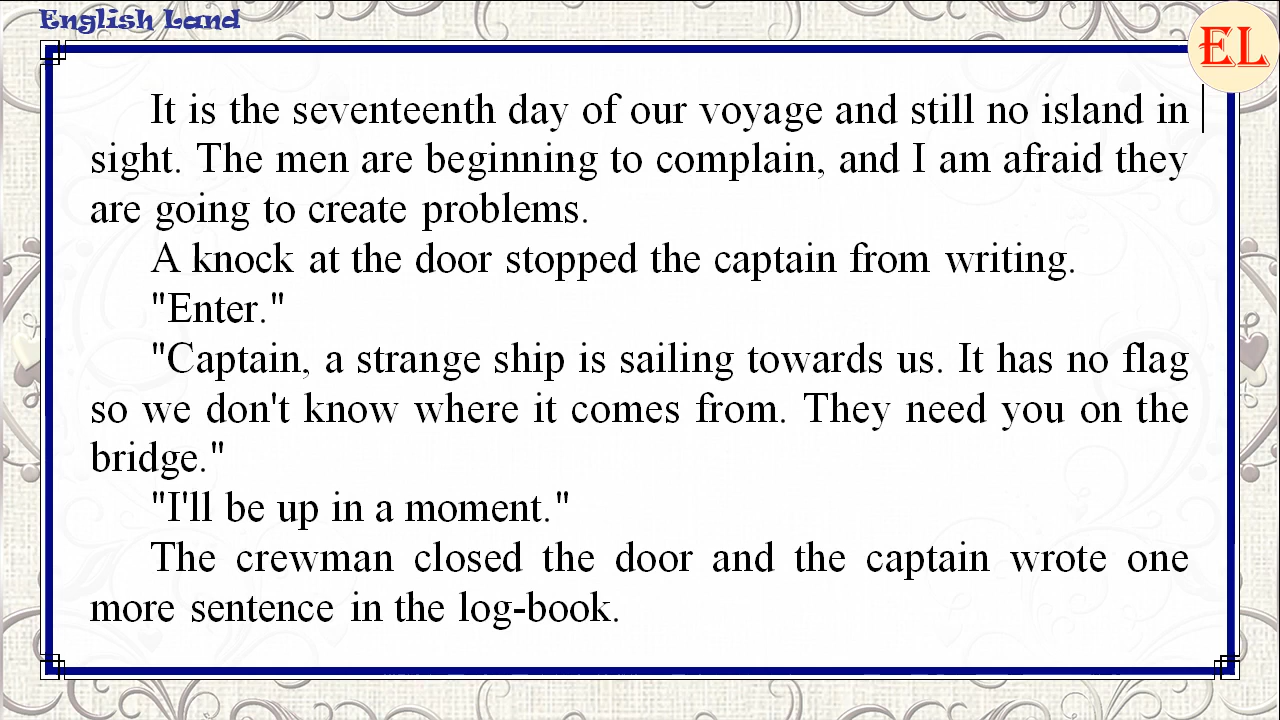 English Land
EL
It is the seventeenth day of our voyage and still no island in
sight. The men are beginning to complain, and I am afraid they
are going to create problems.
A knock at the door stopped the captain from writing.
"Enter."
"Captain, a strange ship is sailing towards us. It has no flag
so we don't know where it comes from. They need you on the
bridge."
"I'll be up in a moment."
The crewman closed the door and the captain wrote one
more sentence in the log-book.